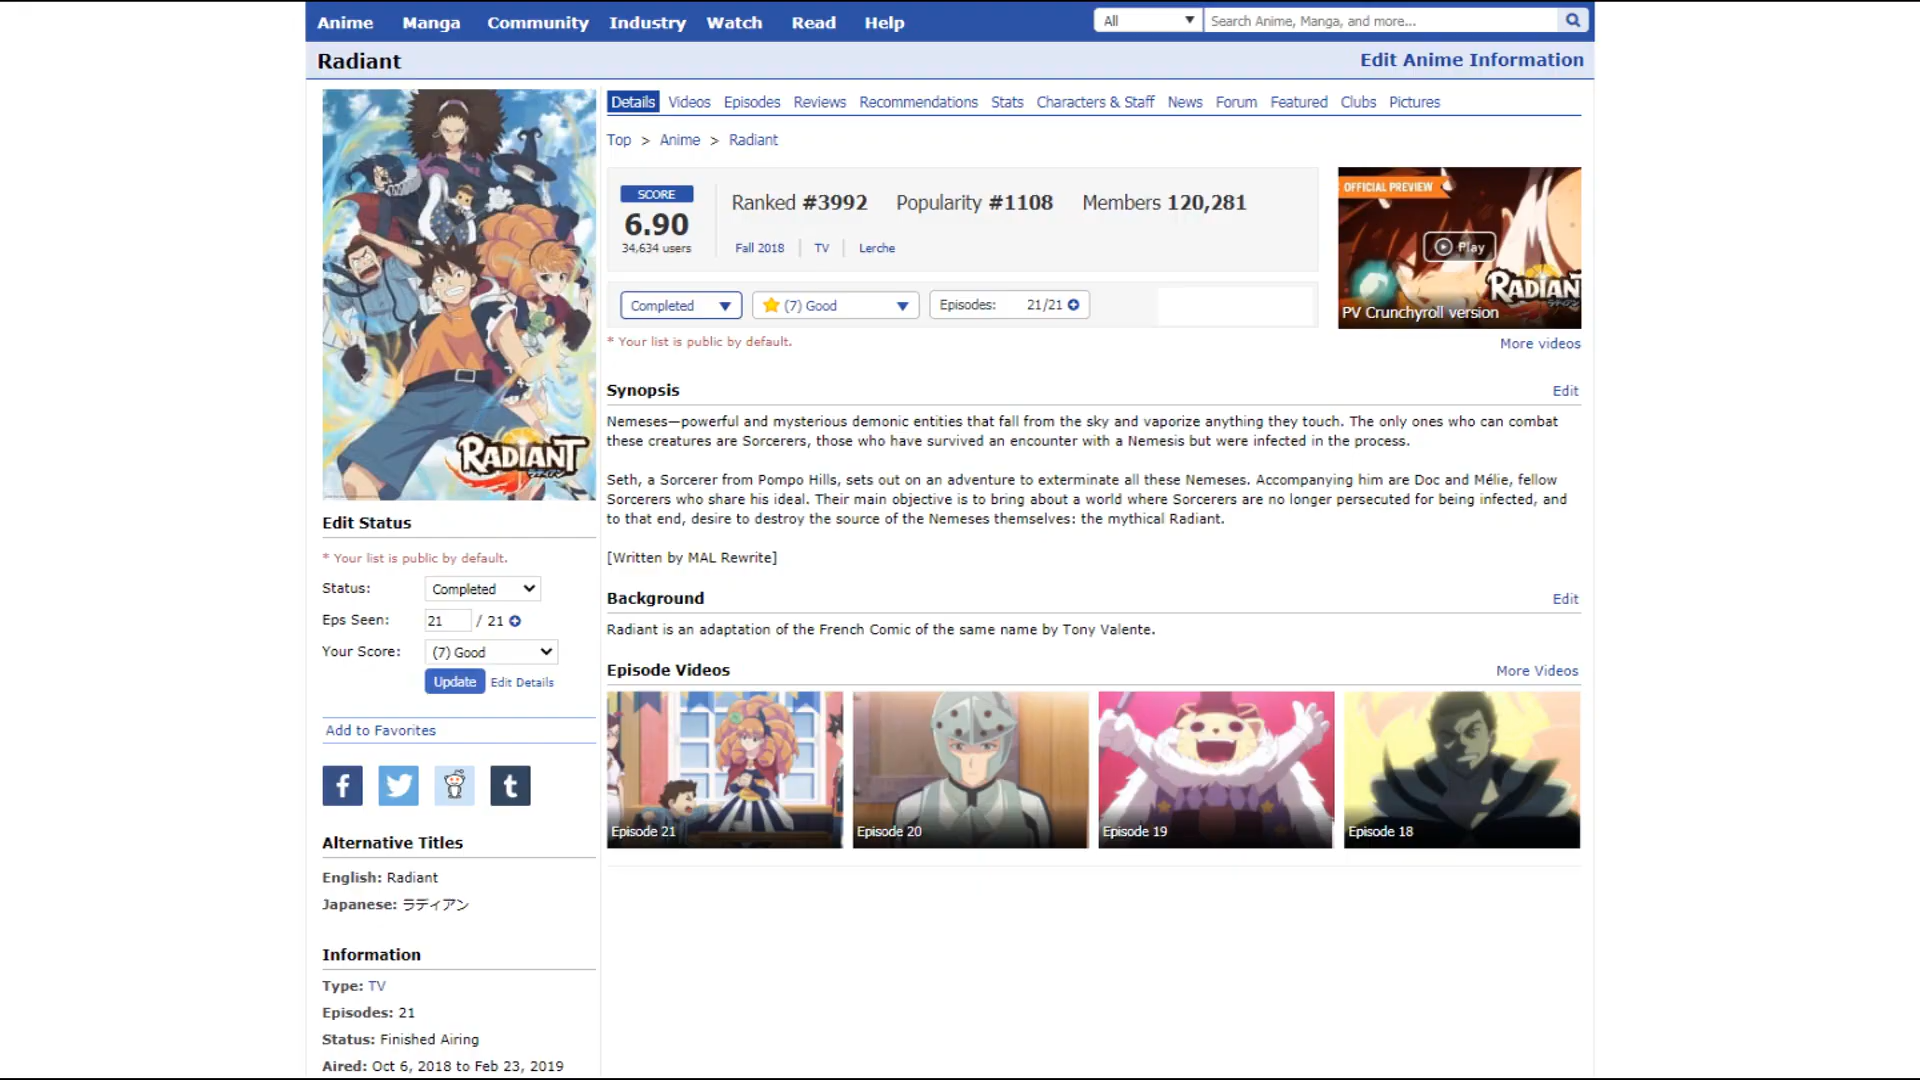 Anime Manga Community Industry Watch Read Help
All
Search Anime, Manga, and more...
Radiant
Edit Anime Information
RADIANT
ラディアン
Edit Status
* Your list is public by default.
Status: Completed
Eps Seen: 21 / 21
Your Score: (7) Good
Update Edit Details
Add to Favorites
Alternative Titles
English: Radiant
Japanese: ラディアン
Information
Type: TV
Episodes: 21
Status: Finished Airing
Aired: Oct 6, 2018 to Feb 23, 2019
Details Videos Episodes Reviews Recommendations Stats Characters & Staff News Forum Featured Clubs Pictures
Top > Anime > Radiant
SCORE
6.90
34,634 users
Ranked #3992 Popularity #1108 Members 120,281
Fall 2018 TV Lerche
Completed
(7) Good
Episodes: 21/21
* Your list is public by default.
OFFICIAL PREVIEW
Play
RADIAN
PV Crunchyroll version
More videos
Synopsis
Edit
Nemeses—powerful and mysterious demonic entities that fall from the sky and vaporize anything they touch. The only ones who can combat
these creatures are Sorcerers, those who have survived an encounter with a Nemesis but were infected in the process.
Seth, a Sorcerer from Pompo Hills, sets out on an adventure to exterminate all these Nemeses. Accompanying him are Doc and Mélie, fellow
Sorcerers who share his ideal. Their main objective is to bring about a world where Sorcerers are no longer persecuted for being infected, and
to that end, desire to destroy the source of the Nemeses themselves: the mythical Radiant.
[Written by MAL Rewrite]
Background
Edit
Radiant is an adaptation of the French Comic of the same name by Tony Valente.
Episode Videos
More Videos
Episode 21
Episode 20
Episode 19
Episode 18